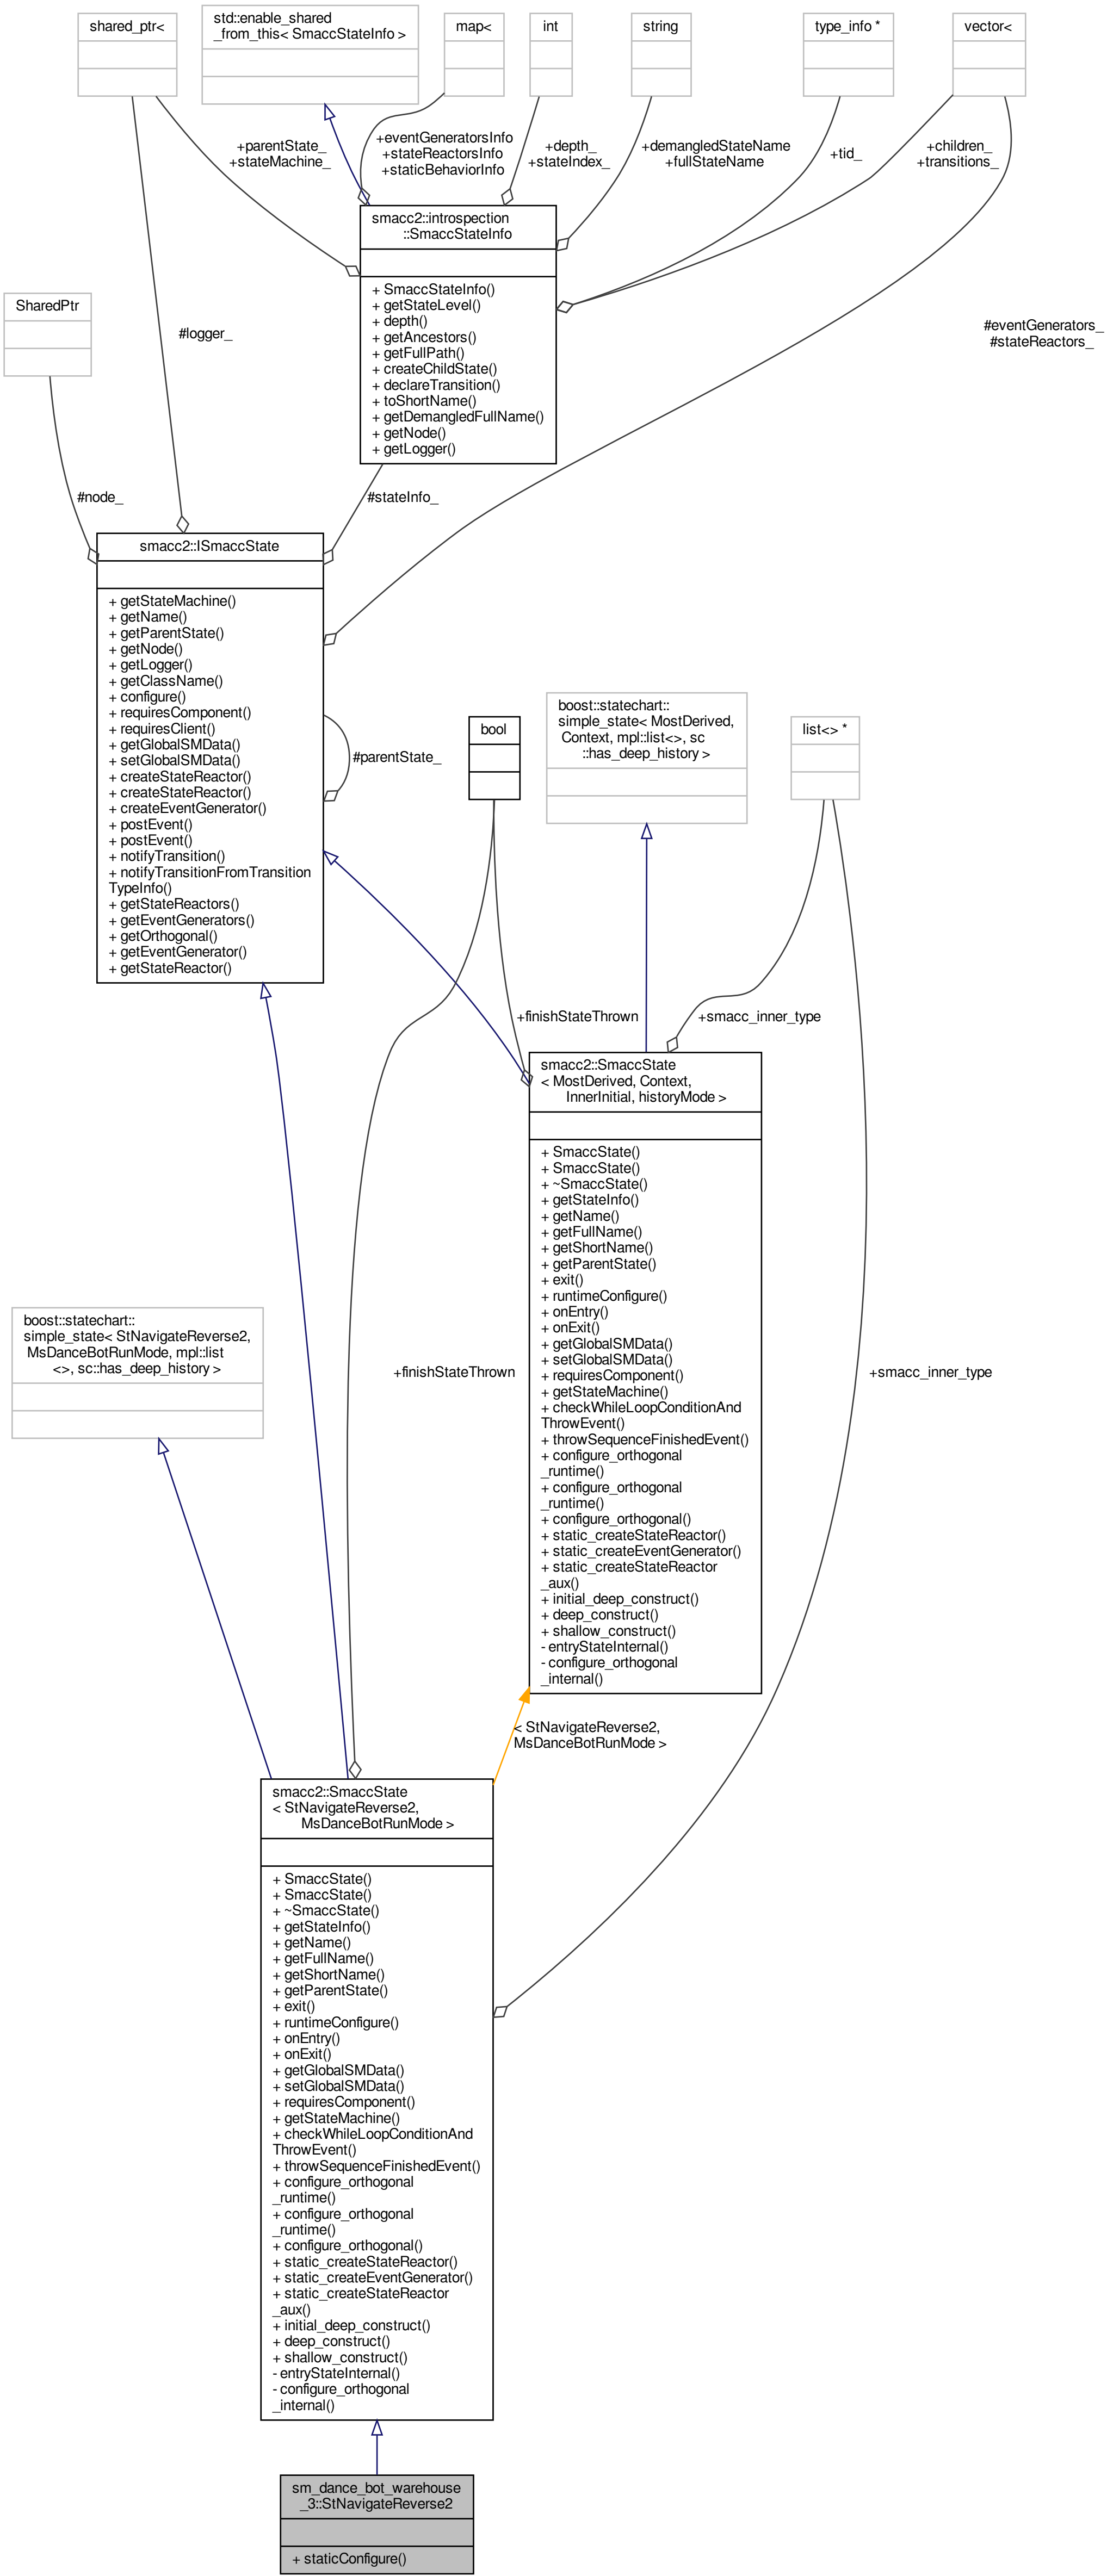 shared_ptr<
std::enable_shared
_from_this< SmaccStateInfo >
map<
int
string
type_info *
vector<
+parentState_
+stateMachine_
+eventGeneratorsInfo
+stateReactorsInfo
+staticBehaviorInfo
+depth_
+stateIndex_
+demangledStateName
+fullStateName
+tid_
+children_
+transitions_
smacc2::introspection
::SmaccStateInfo
+ SmaccStateInfo()
+ getStateLevel()
+ depth()
+ getAncestors()
+ getFullPath()
+ createChildState()
+ declareTransition()
+ toShortName()
+ getDemangledFullName()
+ getNode()
+ getLogger()
SharedPtr
#logger_
#eventGenerators_
#stateReactors_
#node_
#stateInfo_
smacc2::ISmaccState
+ getStateMachine()
+ getName()
+ getParentState()
+ getNode()
+ getLogger()
+ getClassName()
+ configure()
+ requiresComponent()
+ requiresClient()
+ getGlobalSMData()
+ setGlobalSMData()
+ createStateReactor()
+ createStateReactor()
+ createEventGenerator()
+ postEvent()
+ postEvent()
+ notifyTransition()
+ notifyTransitionFromTransition
TypeInfo()
+ getStateReactors()
+ getEventGenerators()
+ getOrthogonal()
+ getEventGenerator()
+ getStateReactor()
#parentState_
bool
boost::statechart::
simple_state< MostDerived,
Context, mpl::list<>, sc
::has_deep_history >
list<> *
+finishStateThrown
+smacc_inner_type
smacc2::SmaccState
< MostDerived, Context,
InnerInitial, historyMode >
+ SmaccState()
+ SmaccState()
+ ~SmaccState()
+ getStateInfo()
+ getName()
+ getFullName()
+ getShortName()
+ getParentState()
+ exit()
+ runtimeConfigure()
+ onEntry()
+ onExit()
+ getGlobalSMData()
+ setGlobalSMData()
+ requiresComponent()
+ getStateMachine()
+ checkWhileLoopConditionAnd
ThrowEvent()
+ throwSequenceFinishedEvent()
+ configure_orthogonal
_runtime()
+ configure_orthogonal
_runtime()
+ configure_orthogonal()
+ static_createStateReactor()
+ static_createEventGenerator()
+ static_createStateReactor
_aux()
+ initial_deep_construct()
+ deep_construct()
+ shallow_construct()
- entryStateInternal()
- configure_orthogonal
_internal()
boost::statechart::
simple_state< StNavigateReverse2,
MsDanceBotRunMode, mpl::list
<>, sc::has_deep_history >
+finishStateThrown
+smacc_inner_type
< StNavigateReverse2,
MsDanceBotRunMode >
smacc2::SmaccState
< StNavigateReverse2,
MsDanceBotRunMode >
+ SmaccState()
+ SmaccState()
+ ~SmaccState()
+ getStateInfo()
+ getName()
+ getFullName()
+ getShortName()
+ getParentState()
+ exit()
+ runtimeConfigure()
+ onEntry()
+ onExit()
+ getGlobalSMData()
+ setGlobalSMData()
+ requiresComponent()
+ getStateMachine()
+ checkWhileLoopConditionAnd
ThrowEvent()
+ throwSequenceFinishedEvent()
+ configure_orthogonal
_runtime()
+ configure_orthogonal
_runtime()
+ configure_orthogonal()
+ static_createStateReactor()
+ static_createEventGenerator()
+ static_createStateReactor
_aux()
+ initial_deep_construct()
+ deep_construct()
+ shallow_construct()
- entryStateInternal()
- configure_orthogonal
_internal()
sm_dance_bot_warehouse
_3::StNavigateReverse2
+ staticConfigure()